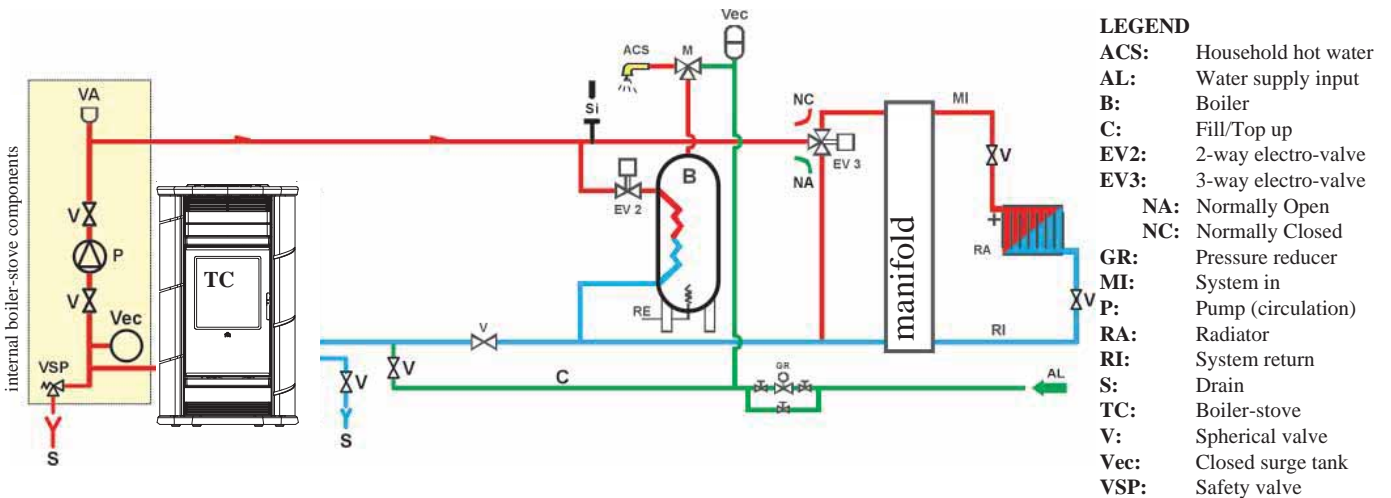 internal boiler-stove components
VA
V
P
V
Vec
VSP
S
TC
V
S
V
C
V
ACS
M
Vec
Si
EV 2
B
RE
NC
NA
EV 3
manifold
MI
V
+
RA
V
RI
GR
AL
LEGEND
ACS: Household hot water
AL: Water supply input
B: Boiler
C: Fill/Top up
EV2: 2-way electro-valve
EV3: 3-way electro-valve
NA: Normally Open
NC: Normally Closed
GR: Pressure reducer
MI: System in
P: Pump (circulation)
RA: Radiator
RI: System return
S: Drain
TC: Boiler-stove
V: Spherical valve
Vec: Closed surge tank
VSP: Safety valve